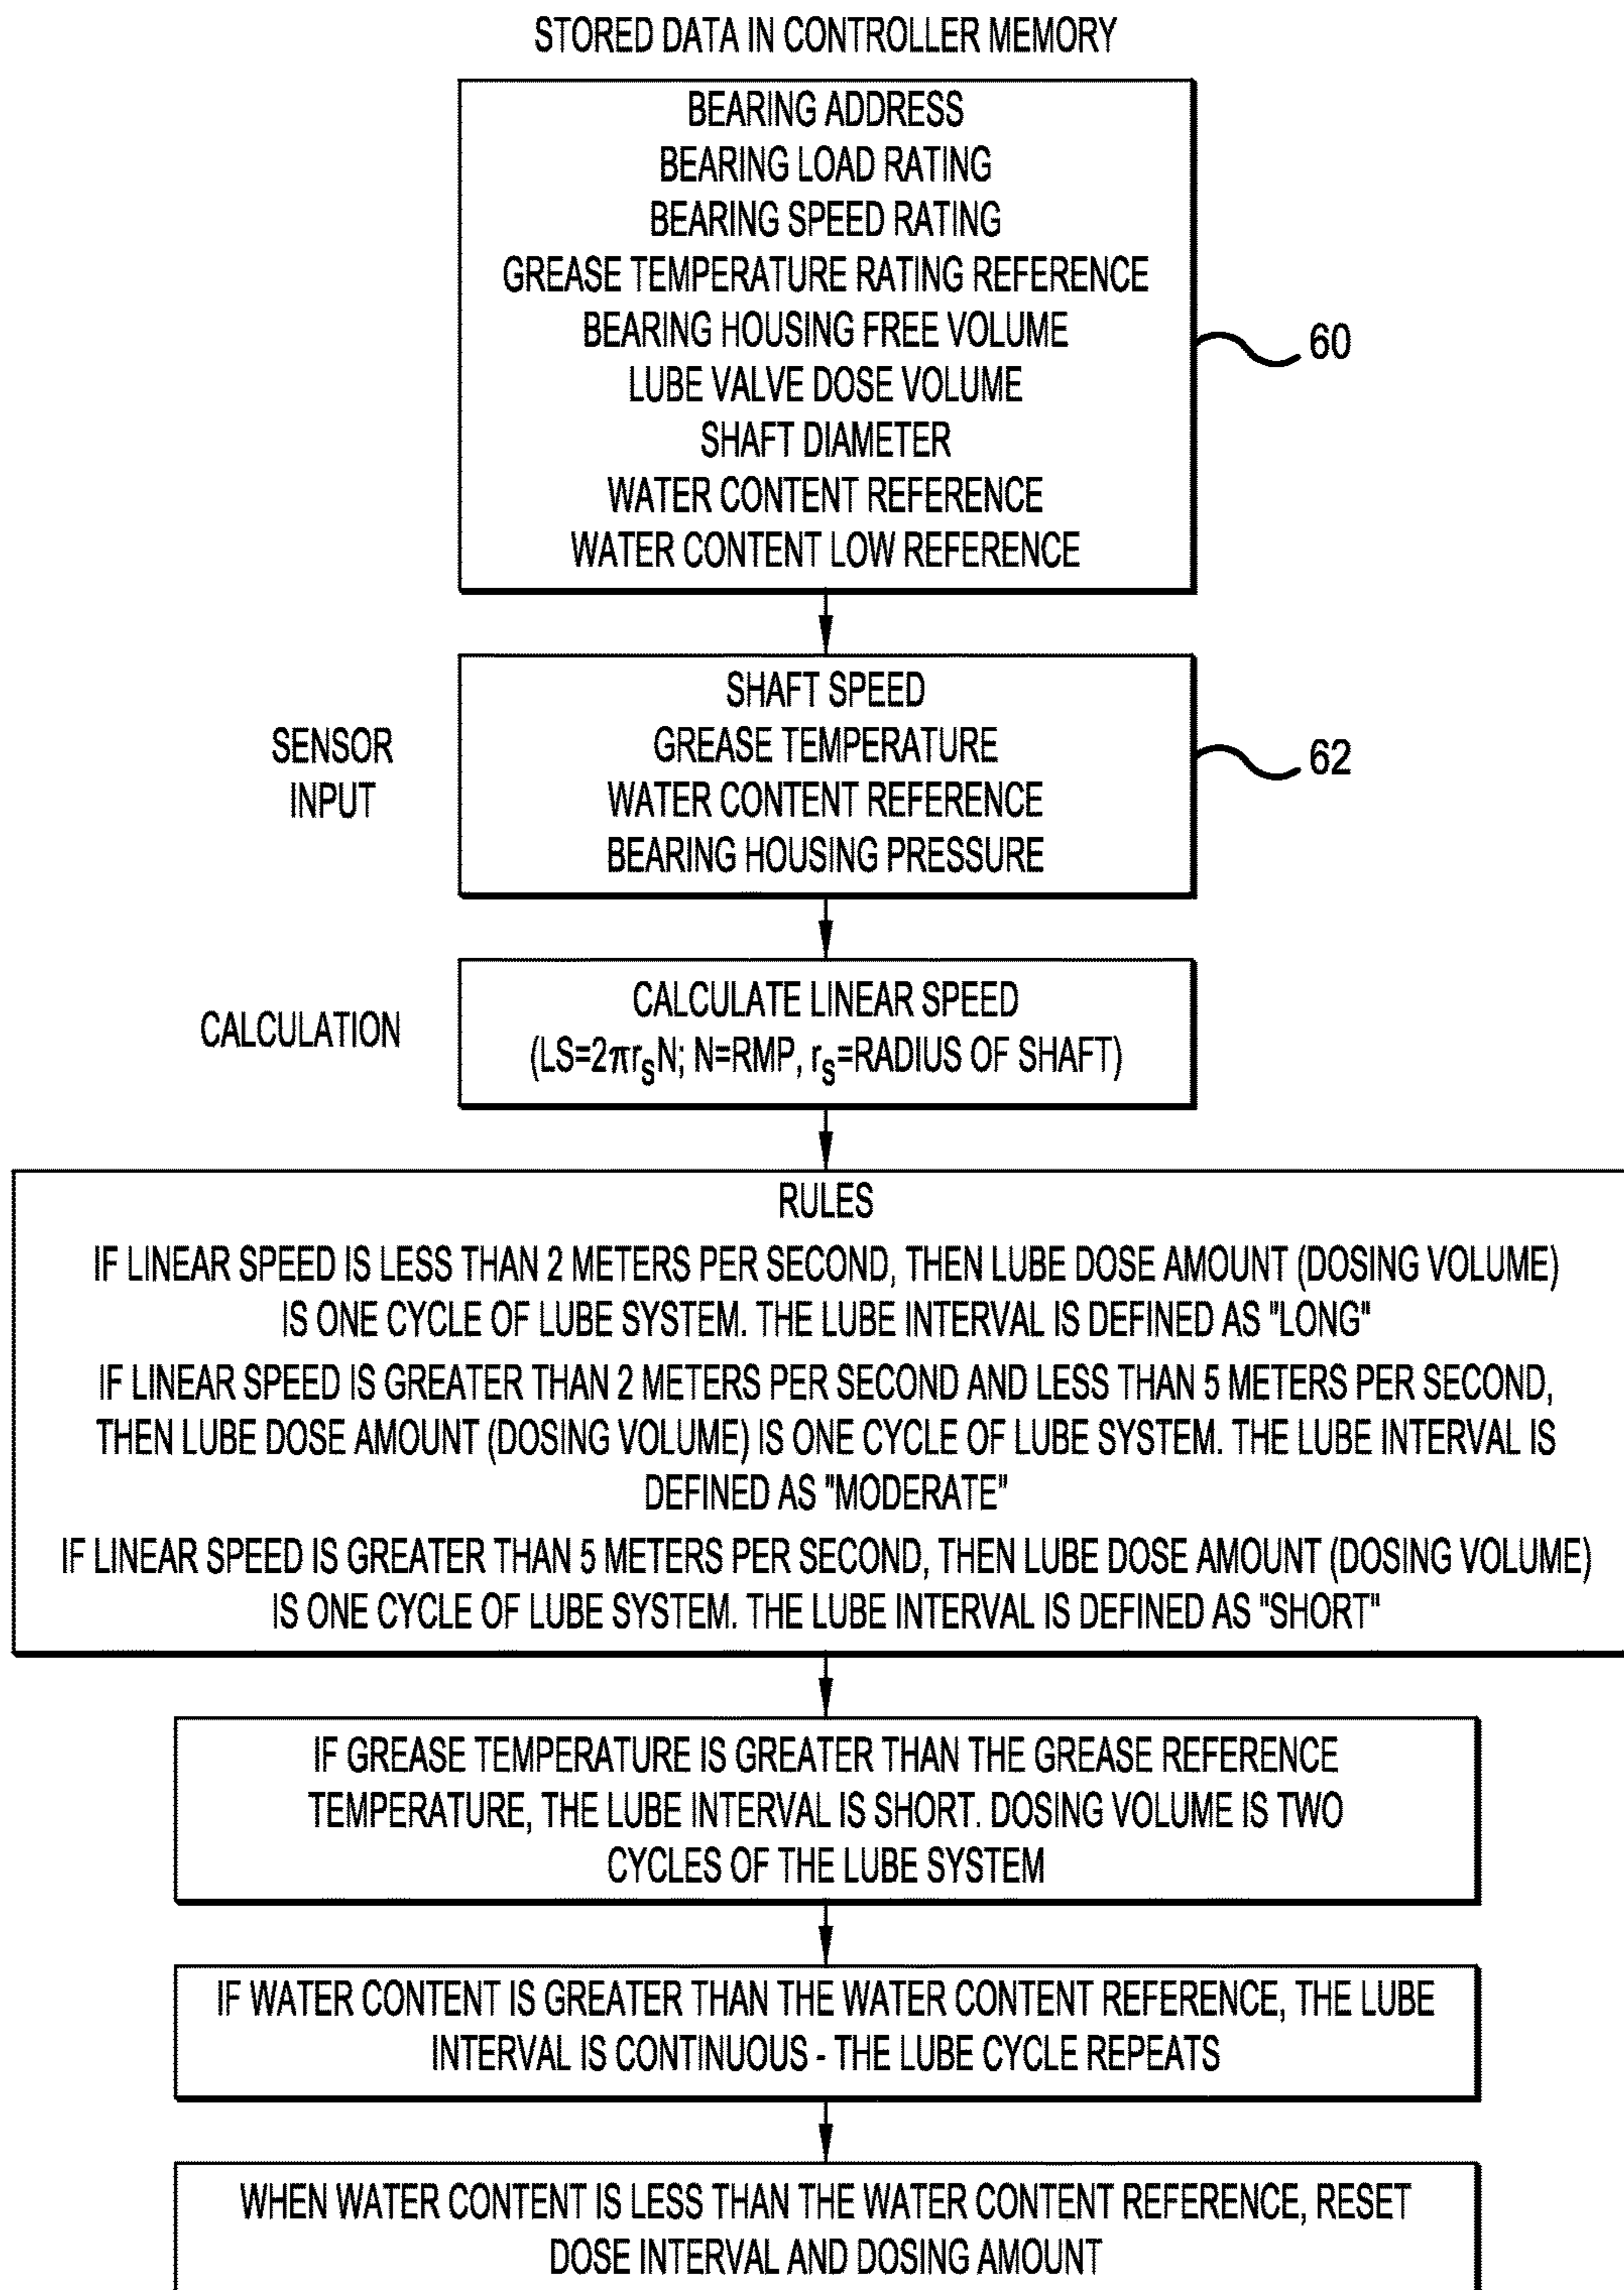 STORED DATA IN CONTROLLER MEMORY
BEARING ADDRESS
BEARING LOAD RATING
BEARING SPEED RATING
GREASE TEMPERATURE RATING REFERENCE
BEARING HOUSING FREE VOLUME
LUBE VALVE DOSE VOLUME
SHAFT DIAMETER
WATER CONTENT REFERENCE
WATER CONTENT LOW REFERENCE
60
SENSOR
INPUT
SHAFT SPEED
GREASE TEMPERATURE
WATER CONTENT REFERENCE
BEARING HOUSING PRESSURE
62
CALCULATION
CALCULATE LINEAR SPEED
(LS=2πrsN; N=RMP, rs=RADIUS OF SHAFT)
RULES
IF LINEAR SPEED IS LESS THAN 2 METERS PER SECOND, THEN LUBE DOSE AMOUNT (DOSING VOLUME)
IS ONE CYCLE OF LUBE SYSTEM. THE LUBE INTERVAL IS DEFINED AS "LONG"
IF LINEAR SPEED IS GREATER THAN 2 METERS PER SECOND AND LESS THAN 5 METERS PER SECOND,
THEN LUBE DOSE AMOUNT (DOSING VOLUME) IS ONE CYCLE OF LUBE SYSTEM. THE LUBE INTERVAL IS
DEFINED AS "MODERATE"
IF LINEAR SPEED IS GREATER THAN 5 METERS PER SECOND, THEN LUBE DOSE AMOUNT (DOSING VOLUME)
IS ONE CYCLE OF LUBE SYSTEM. THE LUBE INTERVAL IS DEFINED AS "SHORT"
IF GREASE TEMPERATURE IS GREATER THAN THE GREASE REFERENCE
TEMPERATURE, THE LUBE INTERVAL IS SHORT. DOSING VOLUME IS TWO
CYCLES OF THE LUBE SYSTEM
IF WATER CONTENT IS GREATER THAN THE WATER CONTENT REFERENCE, THE LUBE
INTERVAL IS CONTINUOUS - THE LUBE CYCLE REPEATS
WHEN WATER CONTENT IS LESS THAN THE WATER CONTENT REFERENCE, RESET
DOSE INTERVAL AND DOSING AMOUNT